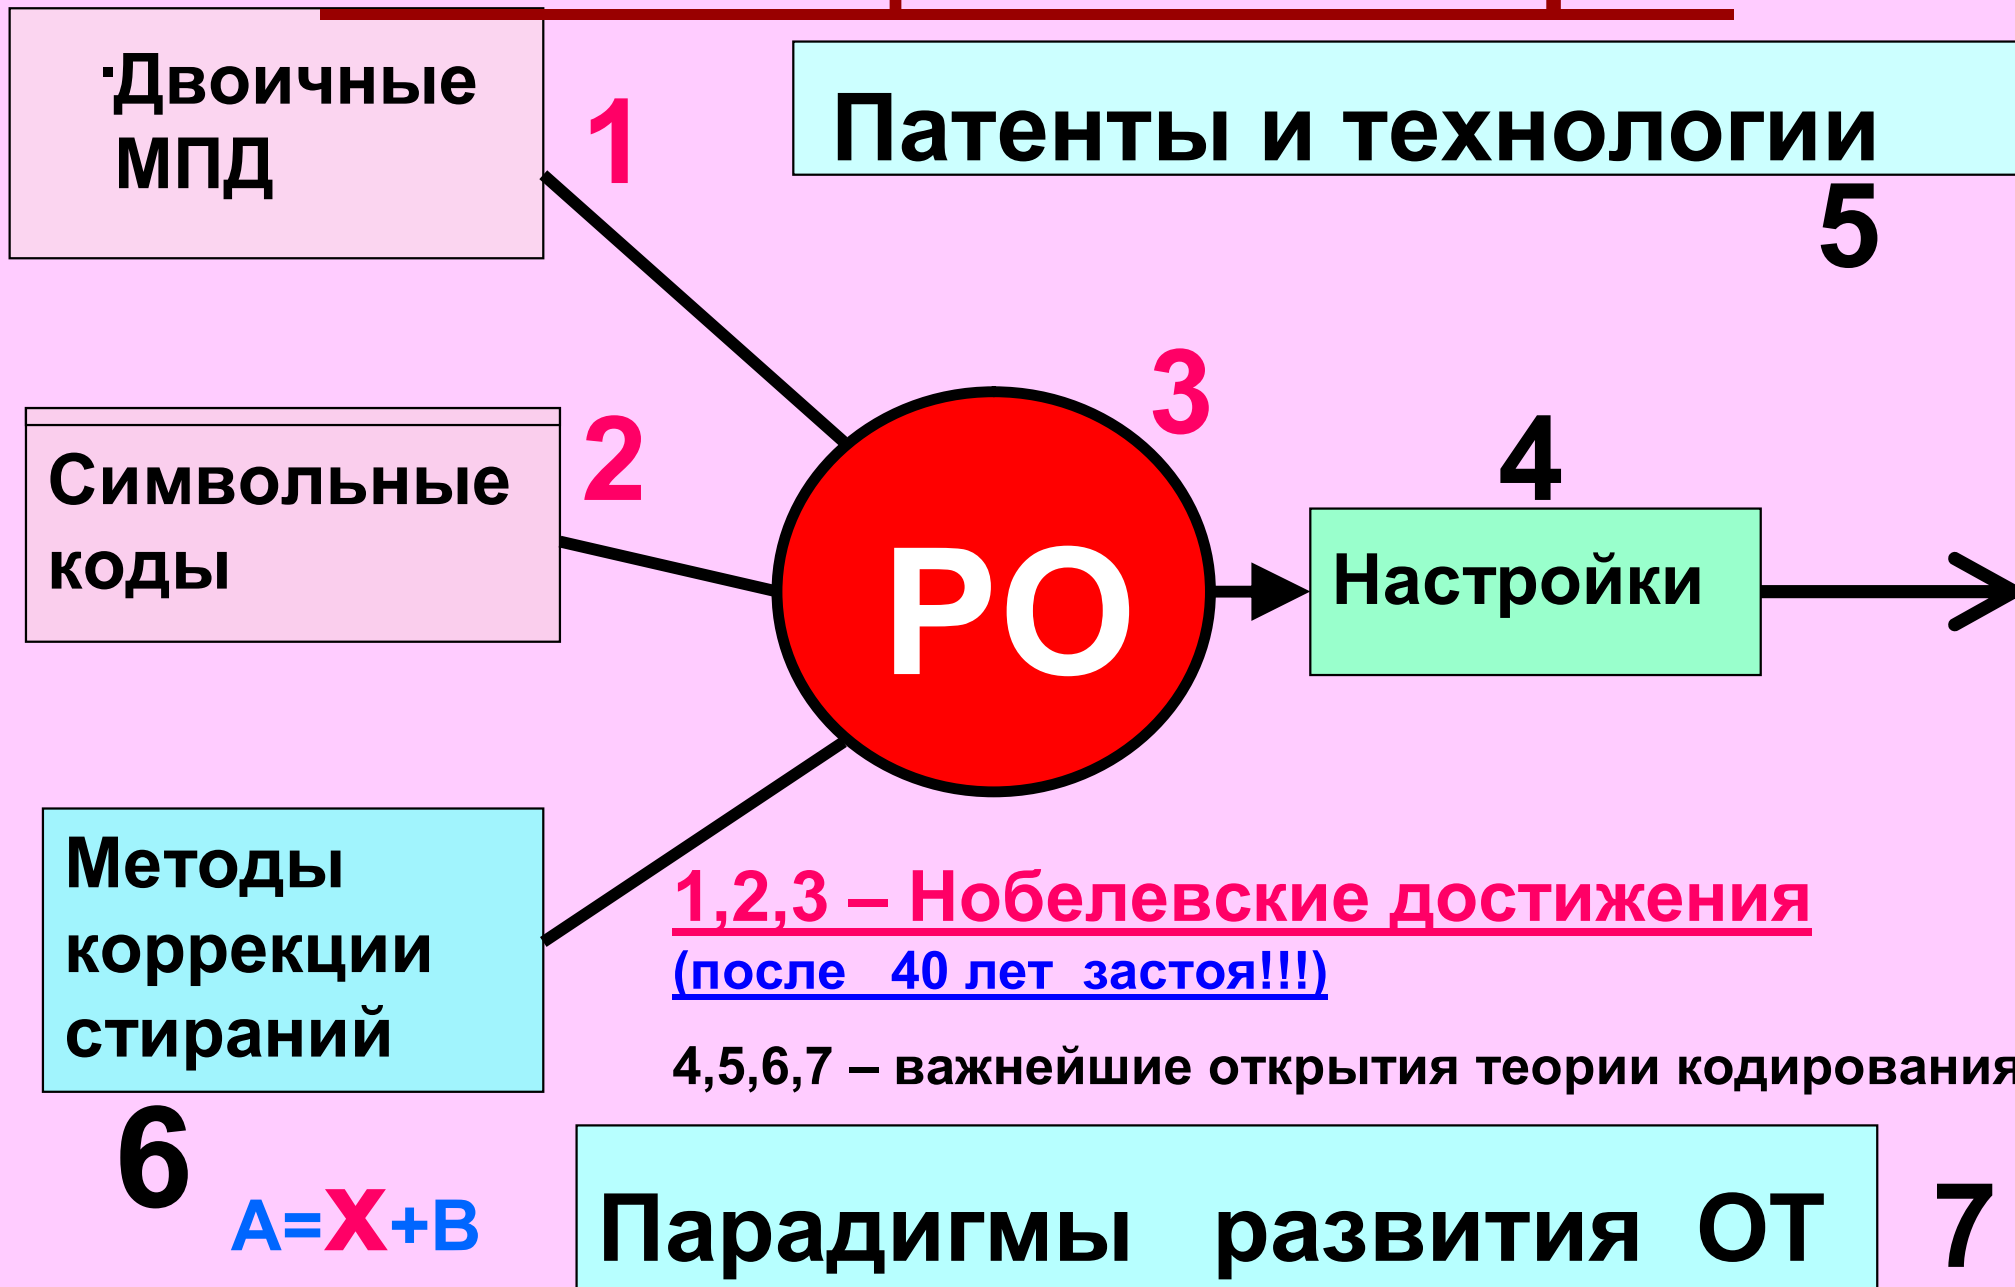 Двоичные
МПД
1
Патенты и технологии
5
Символьные
коды
2
РО
3
4
Настройки
Методы
коррекции
стираний
6
1,2,3 – Нобелевские достижения
(после 40 лет застоя!!!)
4,5,6,7 – важнейшие открытия теории кодирования
А=х+В
Парадигмы развития ОТ
7